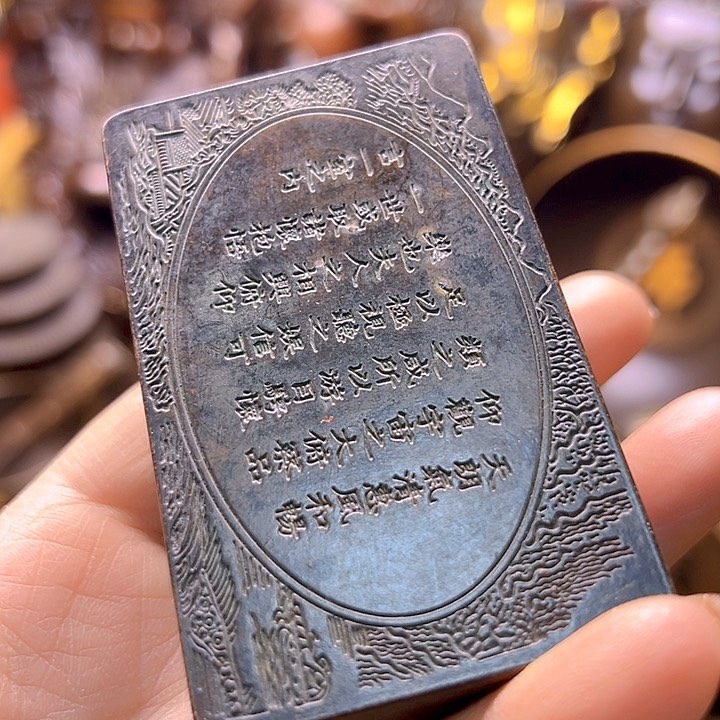 天朗氣清惠風和暢
仰觀宇宙之大俯察品
類之盛所以游目騁懷
足以極視聽之娛信可
樂也夫人之相與俯仰
一世或取諸懷抱悟
言一室之內